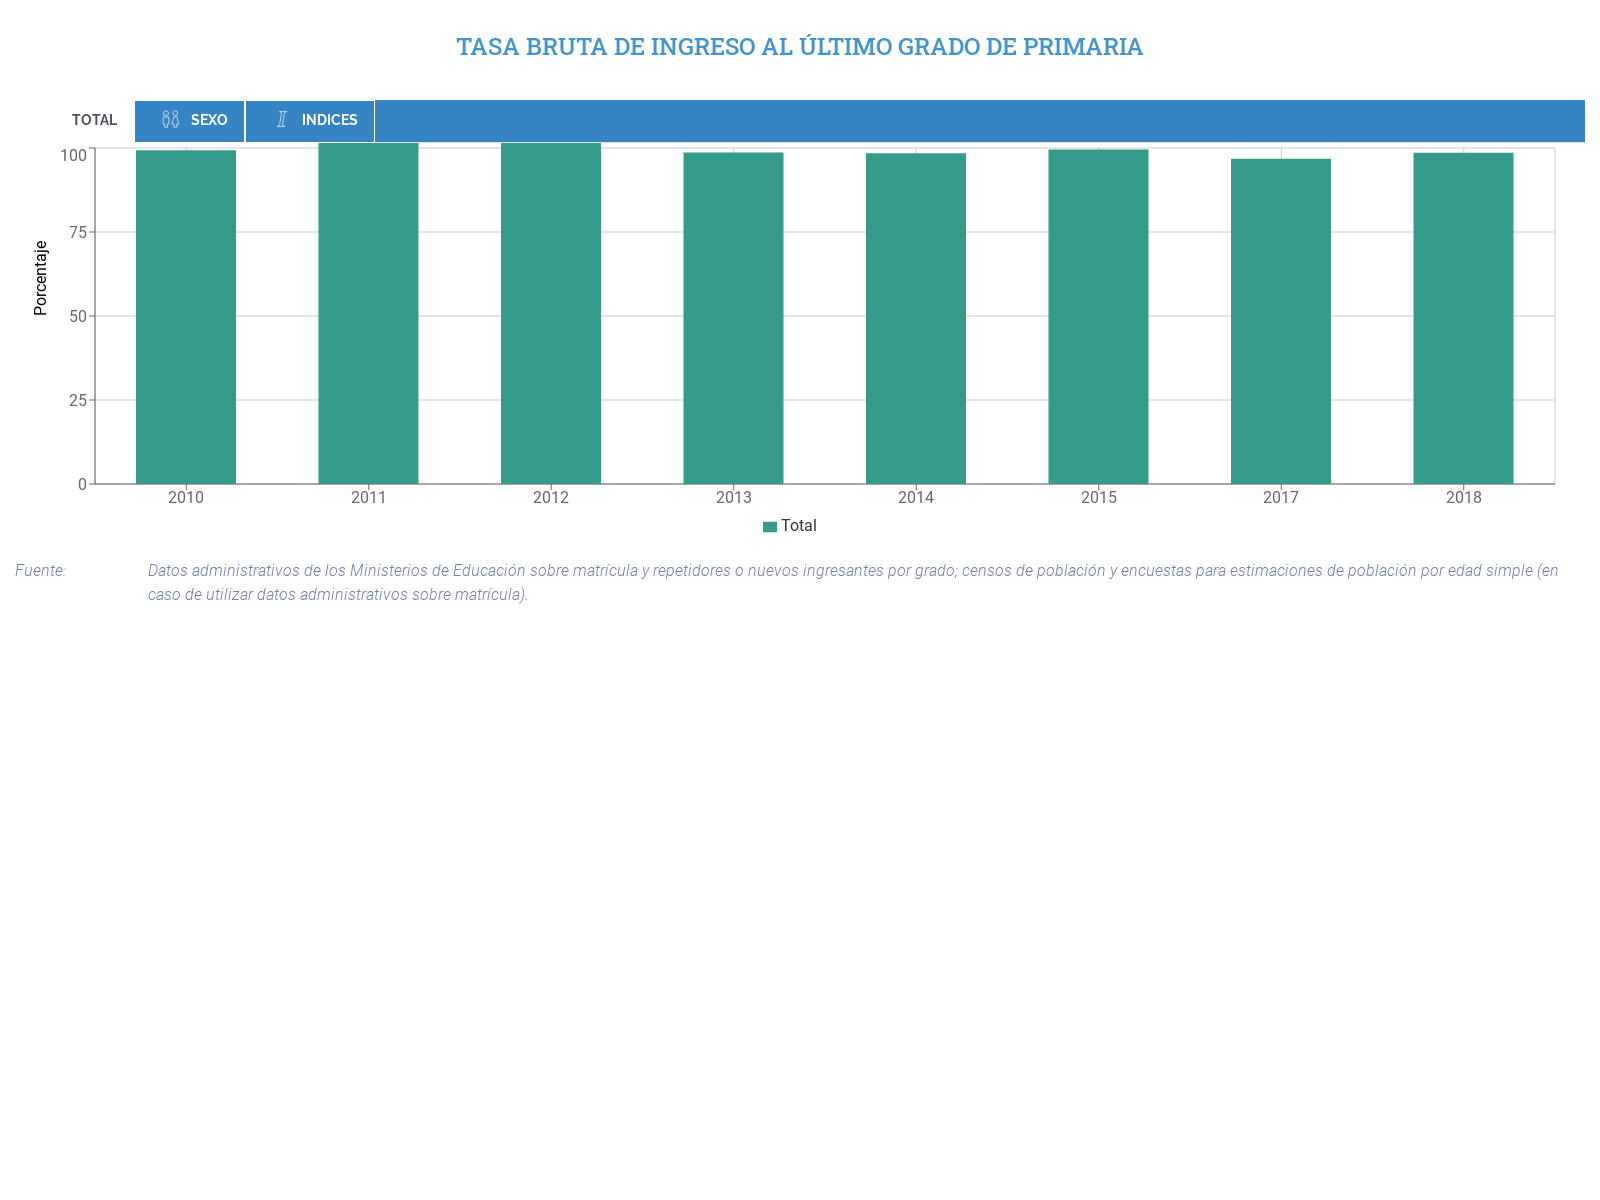 TASA BRUTA DE INGRESO AL ÚLTIMO GRADO DE PRIMARIA
TOTAL SEXO INDICES
Porcentaje
100
75
50
25
0
2010 2011 2012 2013 2014 2015 2017 2018
Total
Fuente: Datos administrativos de los Ministerios de Educación sobre matrícula y repetidores o nuevos ingresantes por grado; censos de población y encuestas para estimaciones de población por edad simple (en
caso de utilizar datos administrativos sobre matrícula).